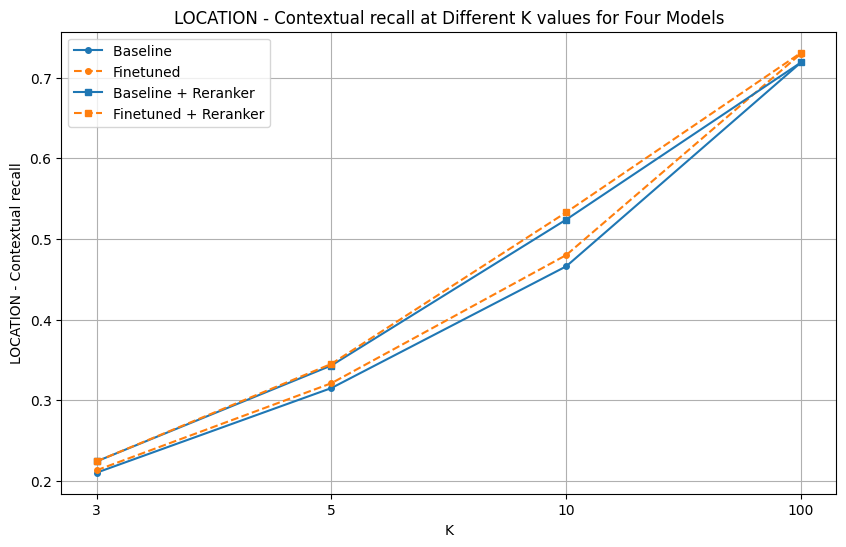 LOCATION - Contextual recall at Different K values for Four Models
Baseline
Finetuned
Baseline + Reranker
Finetuned + Reranker
LOCATION - Contextual recall
0.7
0.6
0.5
0.4
0.3
0.2
3 5 10 100
K